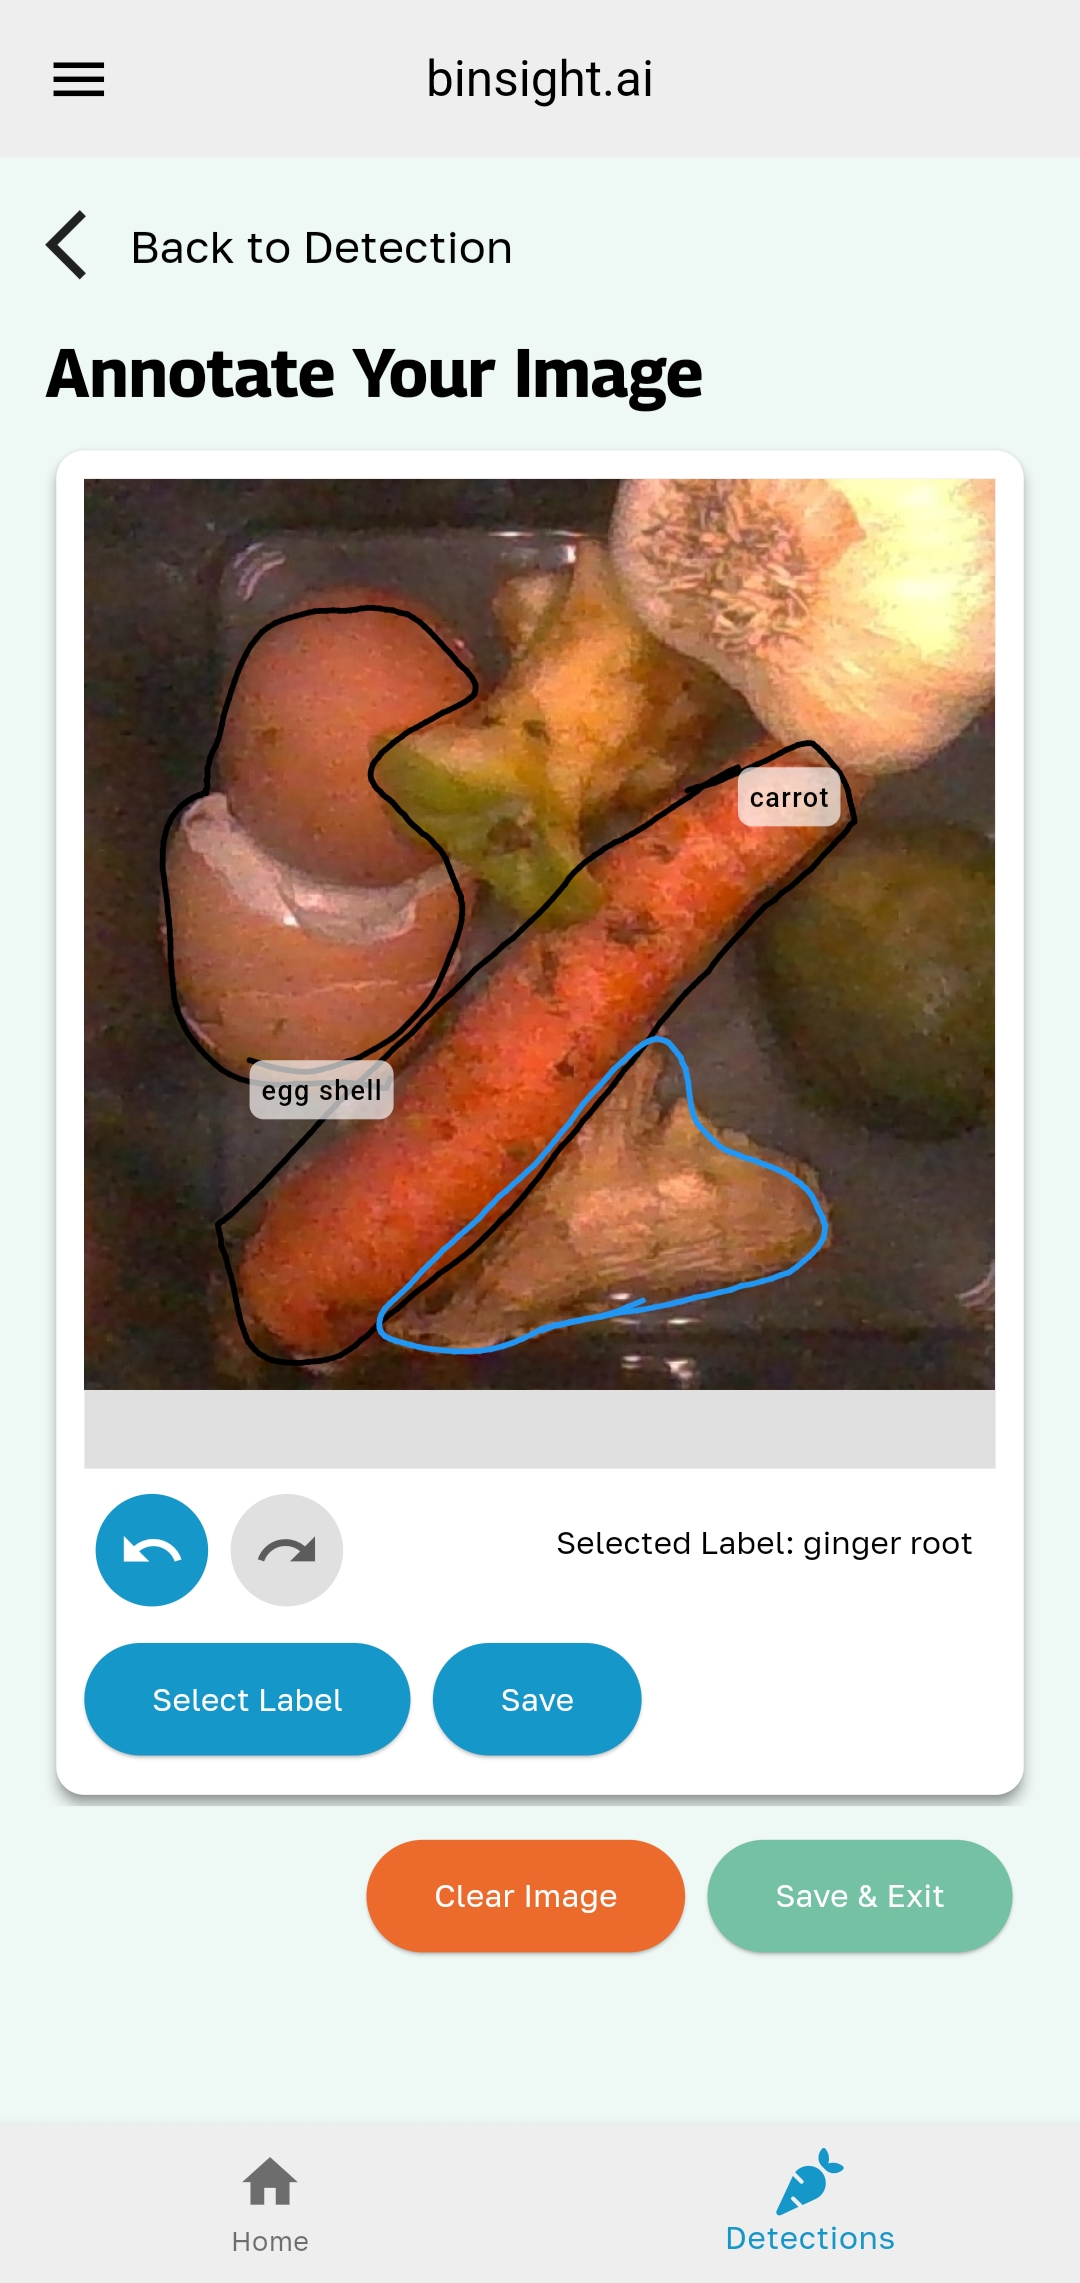 binsight.ai
Back to Detection
Annotate Your Image
carrot
egg shell
Selected Label: ginger root
Select Label
Save
Clear Image
Save & Exit
Home
Detections